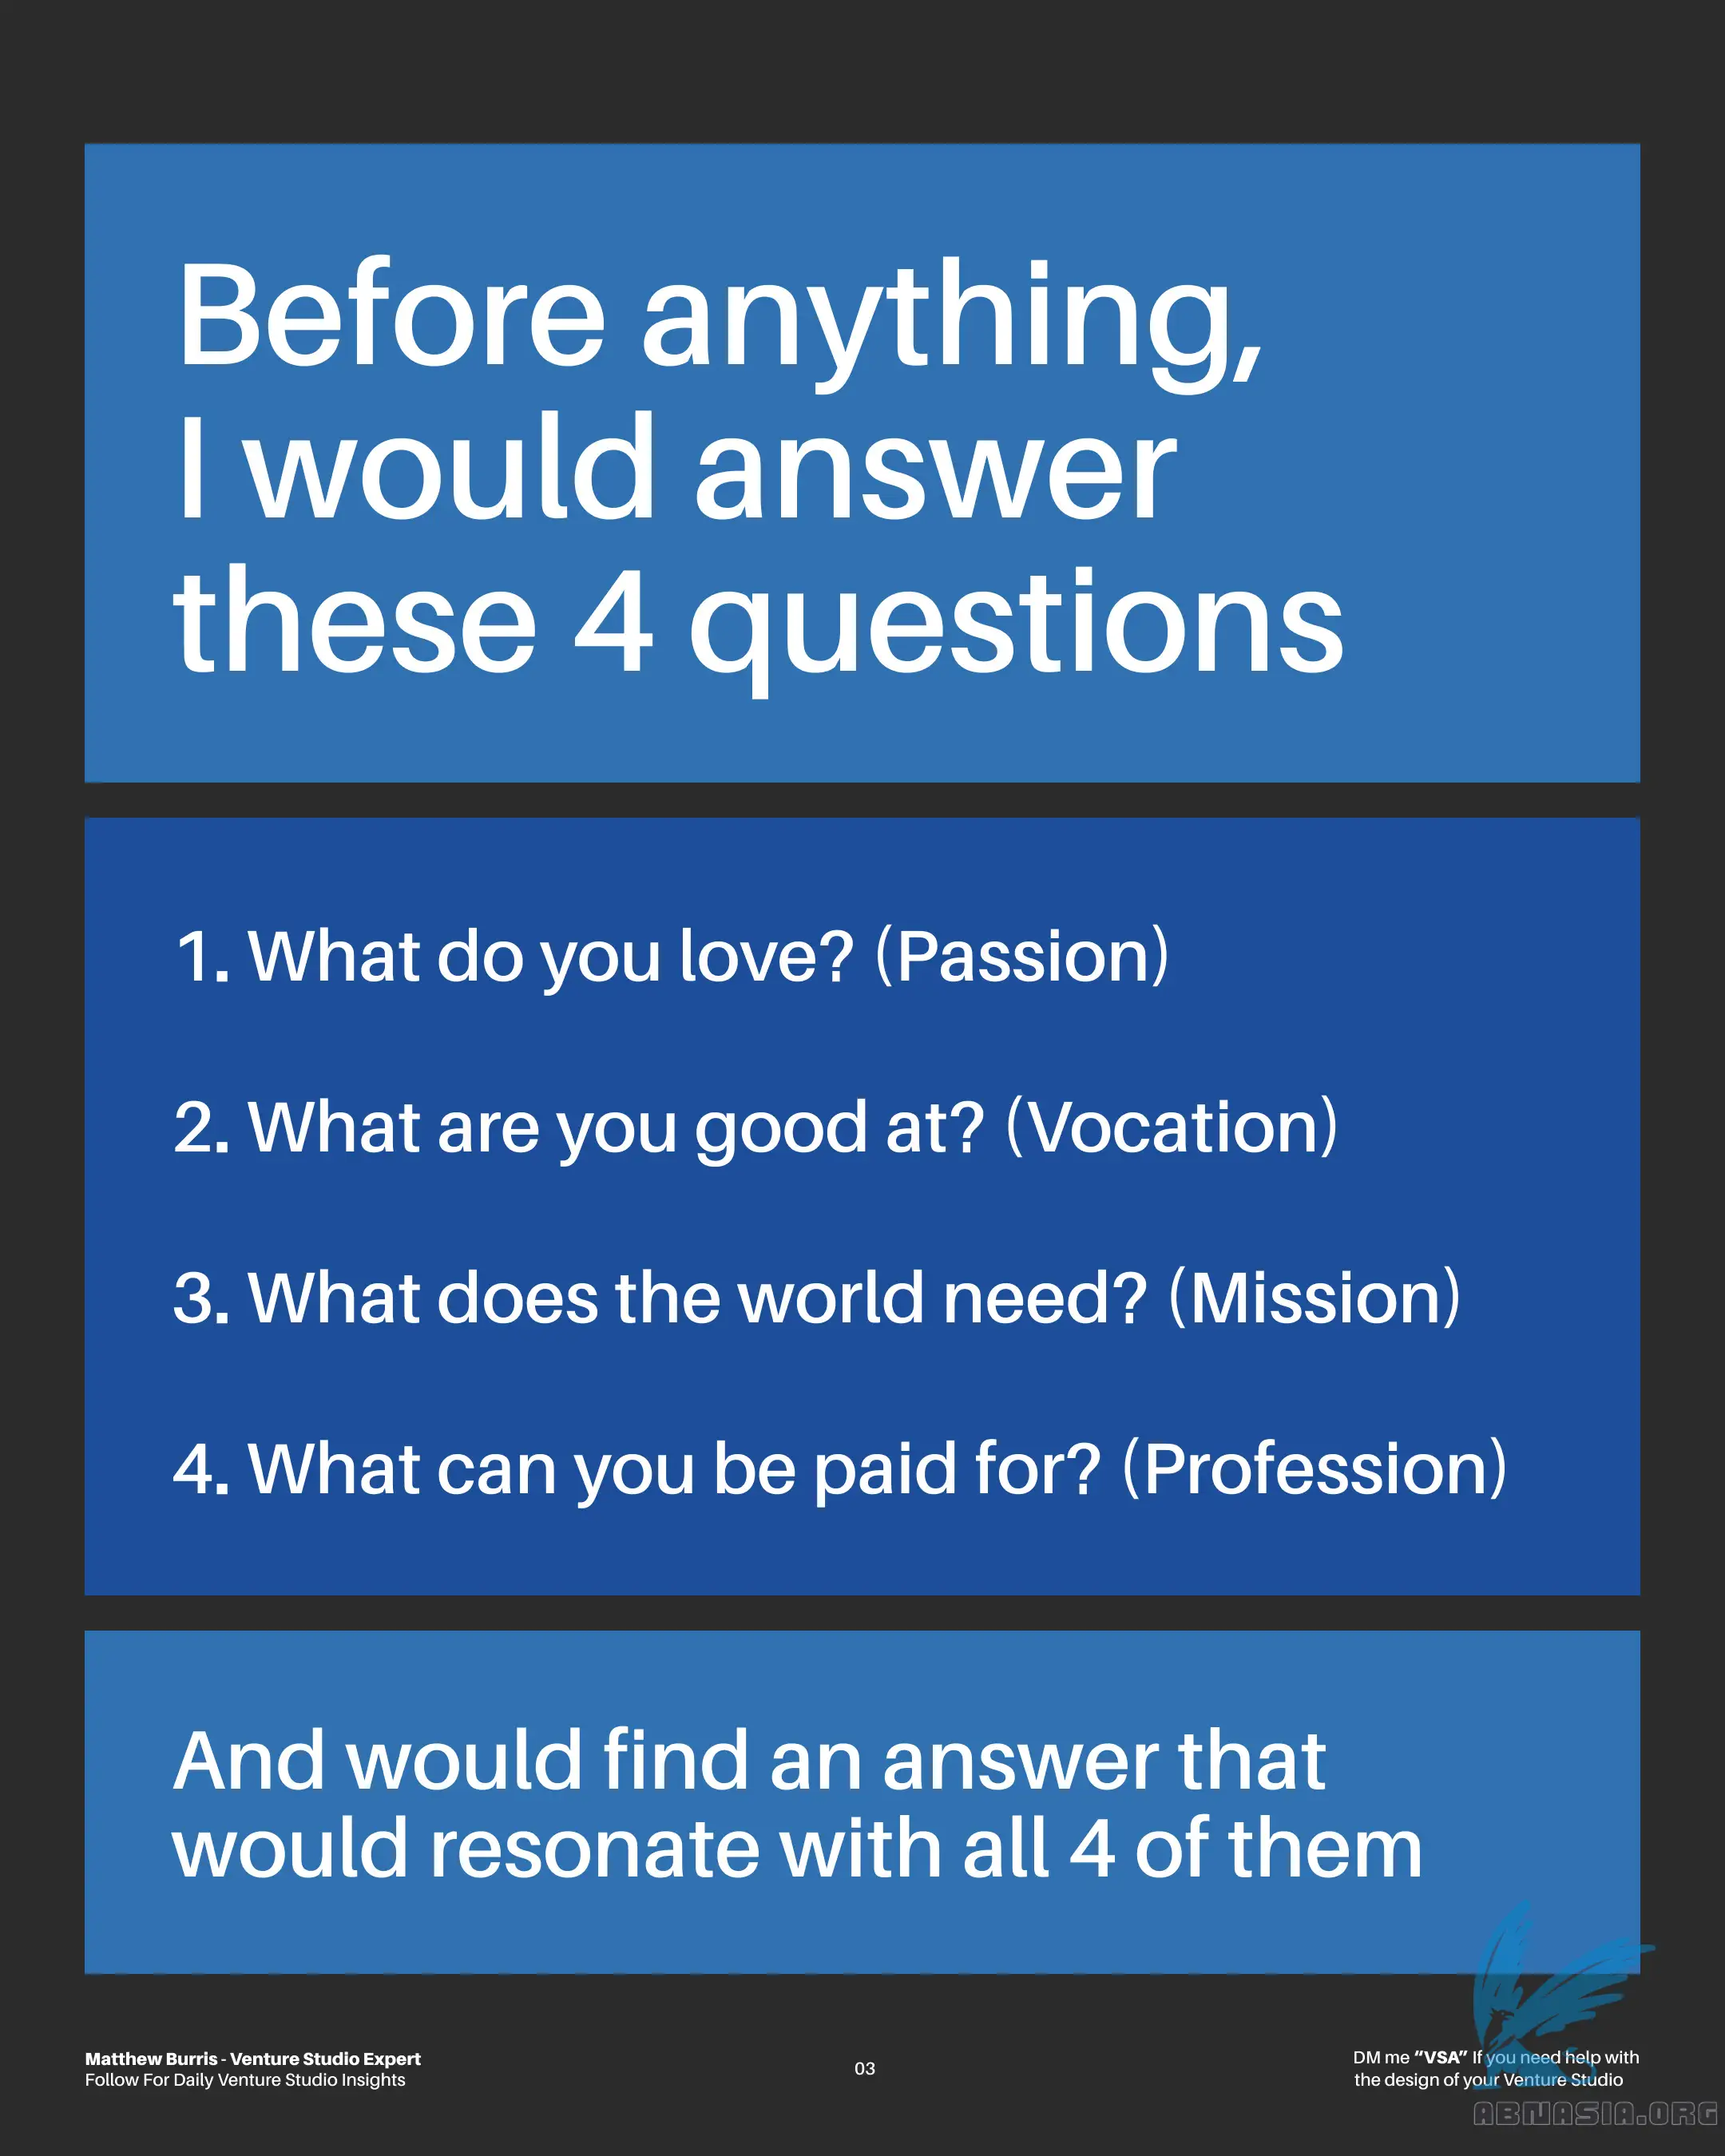 Before anything,
I would answer
these 4 questions
1. What do you love? (Passion)
2. What are you good at? (Vocation)
3. What does the world need? (Mission)
4. What can you be paid for? (Profession)
And would find an answer that
would resonate with all 4 of them
Matthew Burris - Venture Studio Expert
Follow For Daily Venture Studio Insights
03
DM me “VSA” If you need help with
the design of your Venture Studio
ABNASIA.ORG